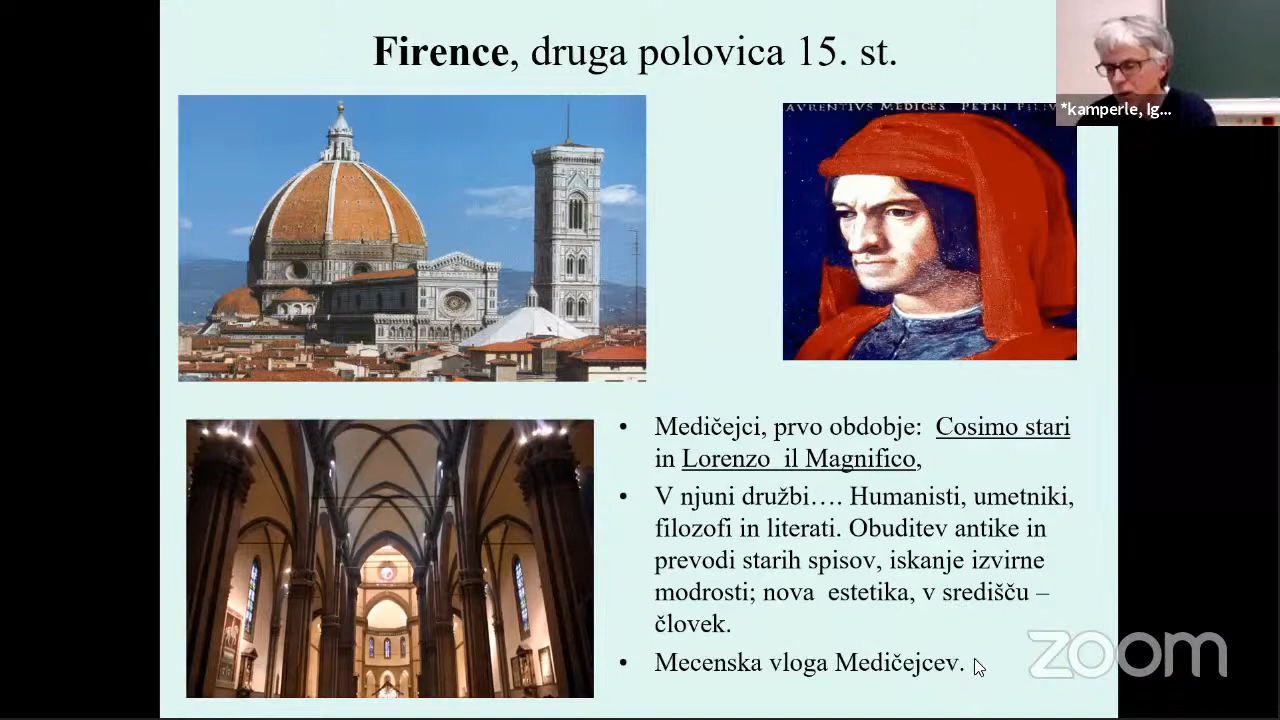 Firence, druga polovica 15. st.
AVRENTIVS MEDICES PETRI FILIV
*kamperle, Ig...
• Medičejci, prvo obdobje: Cosimo stari
in Lorenzo il Magnifico,
• V njuni družbi…. Humanisti, umetniki,
filozofi in literati. Obuditev antike in
prevodi starih spisov, iskanje izvirne
modrosti; nova estetika, v središču –
človek.
• Mecenska vloga Medičejcev.
zoom